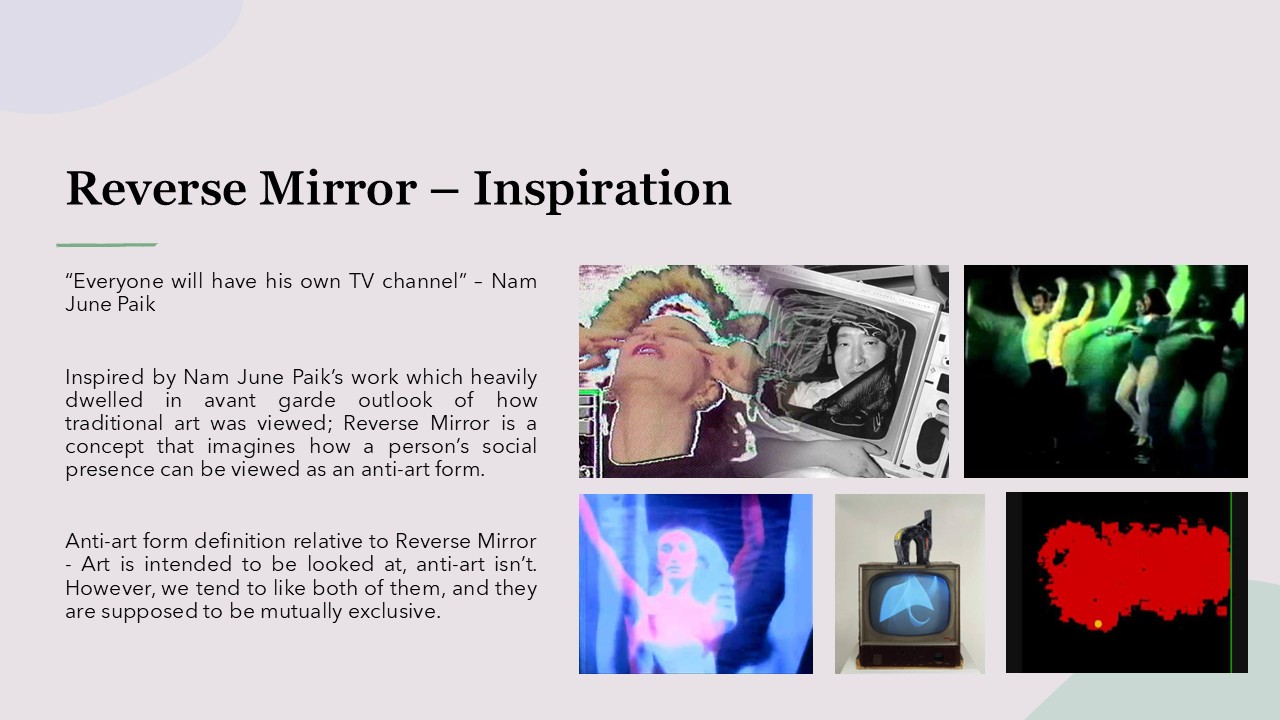 Reverse Mirror – Inspiration
“Everyone will have his own TV channel” – Nam
June Paik
Inspired by Nam June Paik’s work which heavily
dwelled in avant garde outlook of how
traditional art was viewed; Reverse Mirror is a
concept that imagines how a person’s social
presence can be viewed as an anti-art form.
Anti-art form definition relative to Reverse Mirror
- Art is intended to be looked at, anti-art isn’t.
However, we tend to like both of them, and they
are supposed to be mutually exclusive.